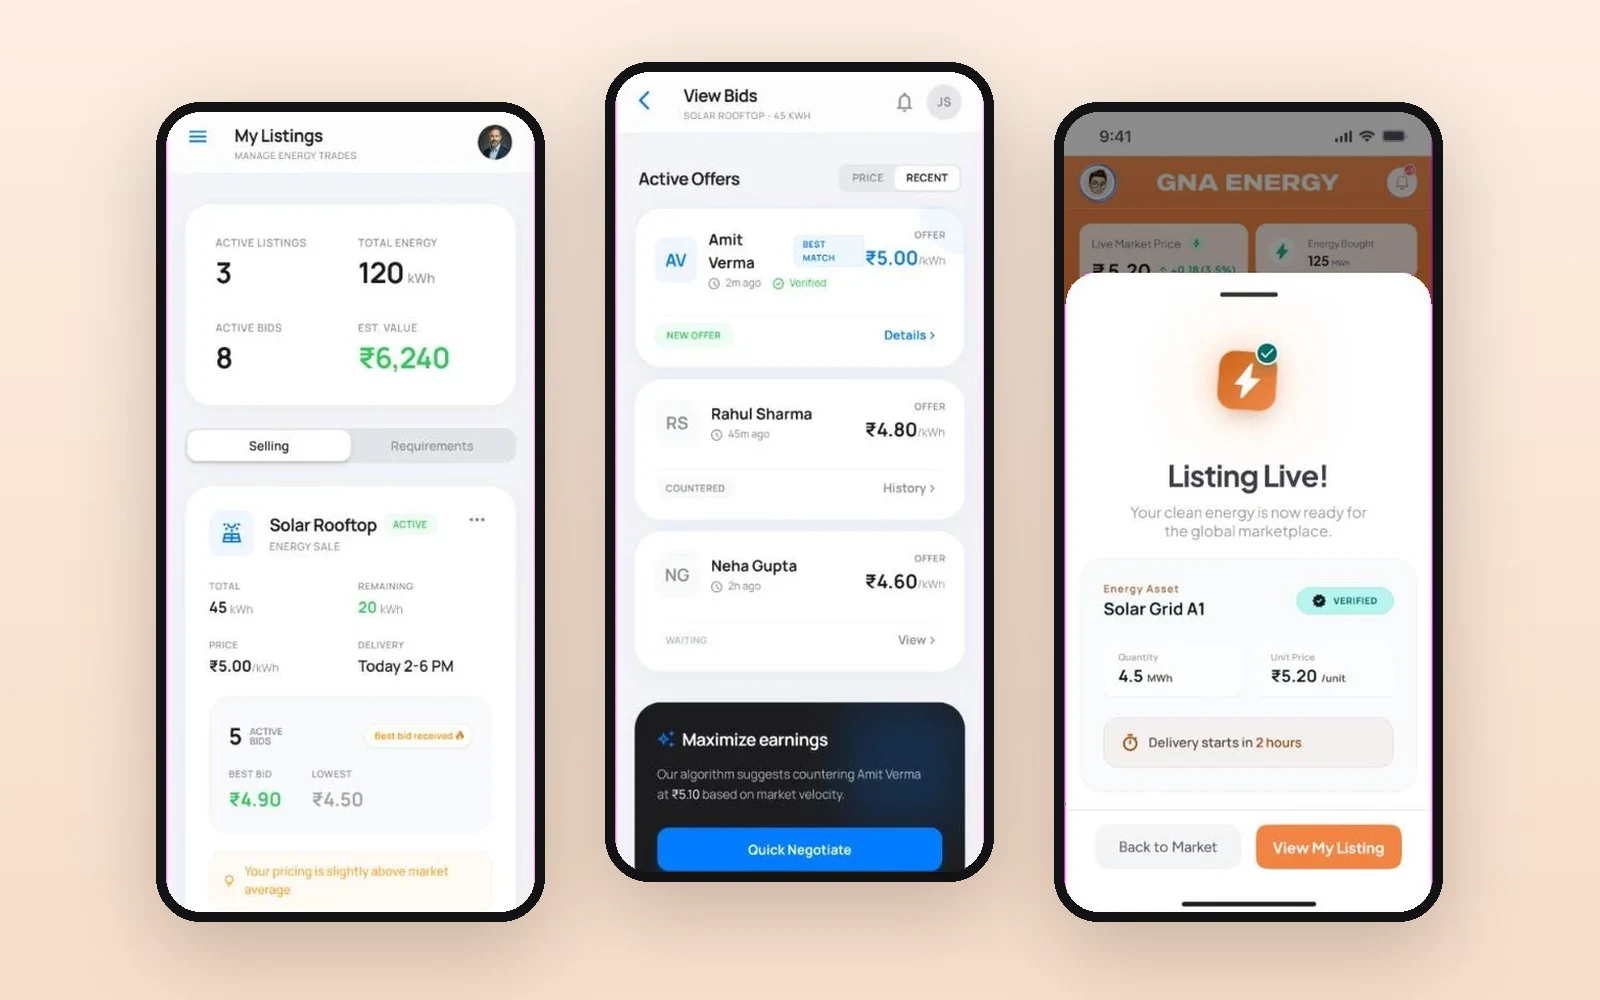 My Listings
MANAGE ENERGY TRADES
ACTIVE LISTINGS
3
TOTAL ENERGY
120 kWh
ACTIVE BIDS
8
EST. VALUE
₹6,240
Selling
Requirements
Solar Rooftop
ACTIVE
ENERGY SALE
TOTAL
45 kWh
REMAINING
20 kWh
PRICE
₹5.00/kWh
DELIVERY
Today 2-6 PM
5
ACTIVE
BIDS
Best bid received
BEST BID
₹4.90
LOWEST
₹4.50
Your pricing is slightly above market
average
View Bids
SOLAR ROOFTOP - 45 KWH
JS
Active Offers
PRICE
RECENT
AV
Amit
Verma
BEST
MATCH
OFFER
₹5.00/kWh
2m ago
Verified
NEW OFFER
Details >
RS
Rahul Sharma
45m ago
OFFER
₹4.80/kWh
COUNTERED
History >
NG
Neha Gupta
2h ago
OFFER
₹4.60/kWh
WAITING
View >
Maximize earnings
Our algorithm suggests countering Amit Verma
at ₹5.10 based on market velocity.
Quick Negotiate
9:41
GNA ENERGY
Live Market Price
₹5.20
+0.18(3.5%)
Energy Bought
125 MWh
Listing Live!
Your clean energy is now ready for
the global marketplace.
Energy Asset
Solar Grid A1
VERIFIED
Quantity
4.5 MWh
Unit Price
₹5.20 /unit
Delivery starts in 2 hours
Back to Market
View My Listing